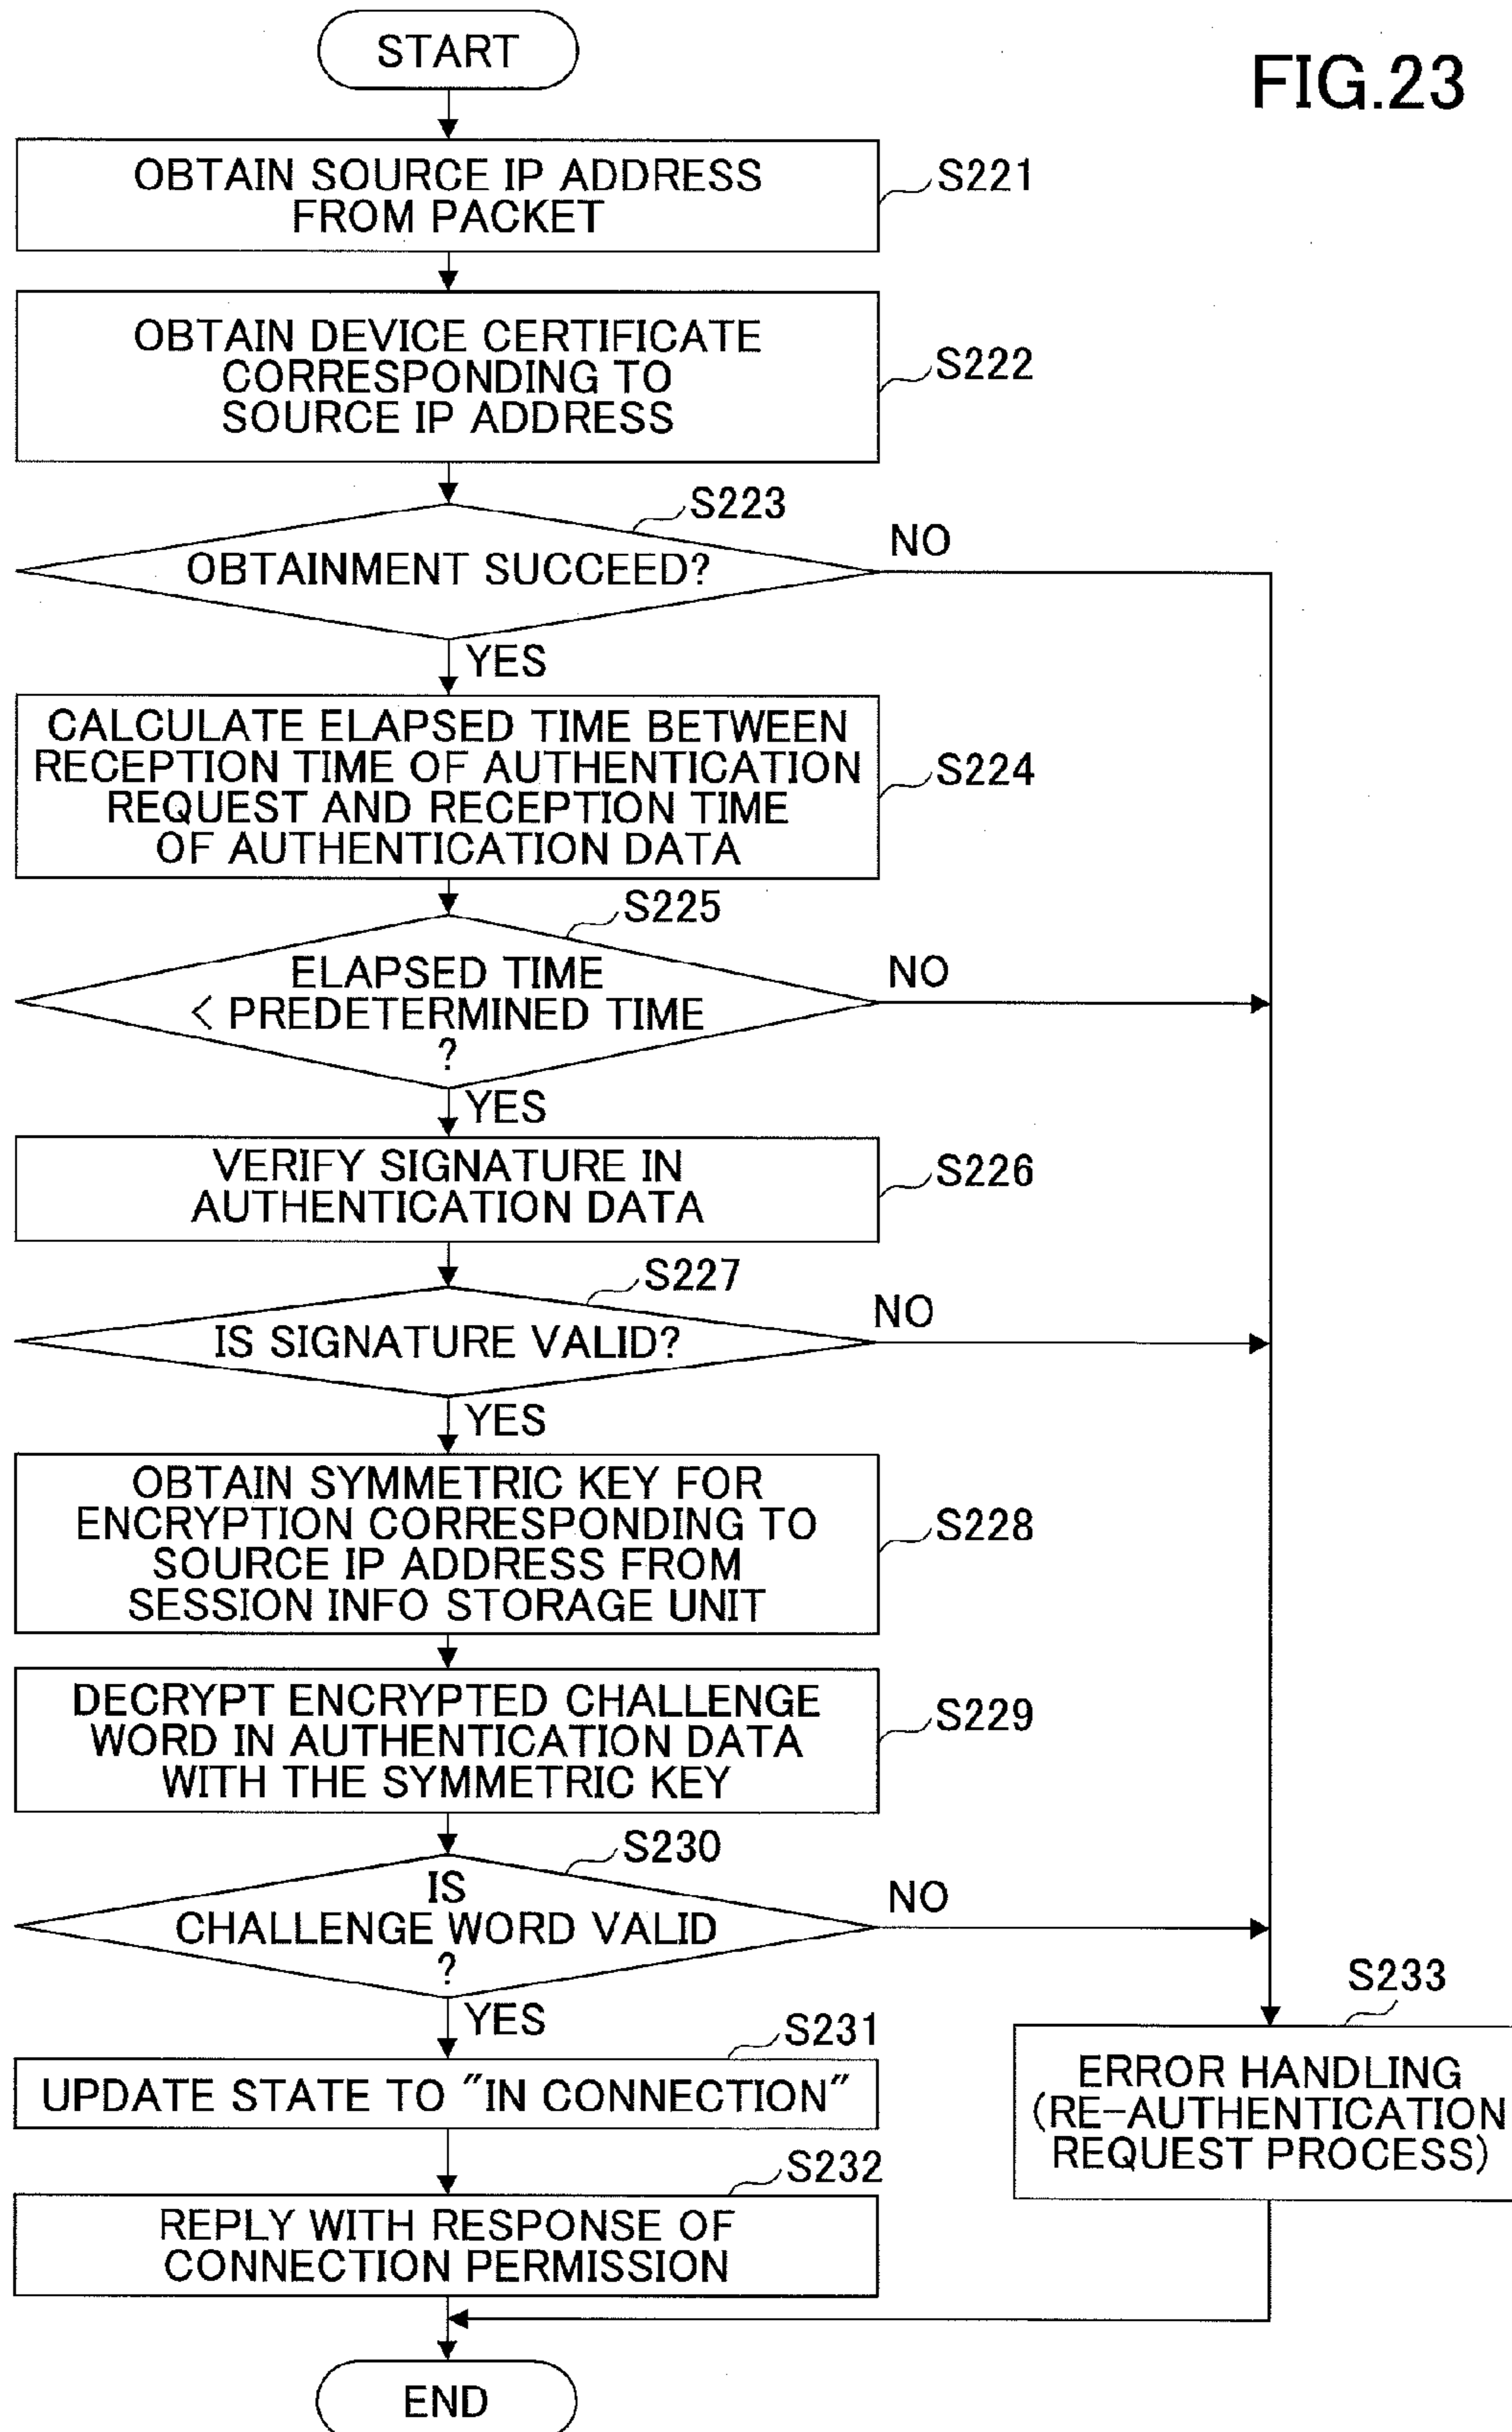 START
FIG.23
OBTAIN SOURCE IP ADDRESS
FROM PACKET
S221
OBTAIN DEVICE CERTIFICATE
CORRESPONDING TO
SOURCE IP ADDRESS
S222
S223
OBTAINMENT SUCCEED?
NO
YES
CALCULATE ELAPSED TIME BETWEEN
RECEPTION TIME OF AUTHENTICATION
REQUEST AND RECEPTION TIME
OF AUTHENTICATION DATA
S224
S225
ELAPSED TIME
< PREDETERMINED TIME
?
NO
YES
VERIFY SIGNATURE IN
AUTHENTICATION DATA
S226
S227
IS SIGNATURE VALID?
NO
YES
OBTAIN SYMMETRIC KEY FOR
ENCRYPTION CORRESPONDING TO
SOURCE IP ADDRESS FROM
SESSION INFO STORAGE UNIT
S228
DECRYPT ENCRYPTED CHALLENGE
WORD IN AUTHENTICATION DATA
WITH THE SYMMETRIC KEY
S229
S230
IS
CHALLENGE WORD VALID
?
NO
YES
S231
UPDATE STATE TO "IN CONNECTION"
S232
REPLY WITH RESPONSE OF
CONNECTION PERMISSION
S233
ERROR HANDLING
(RE-AUTHENTICATION
REQUEST PROCESS)
END